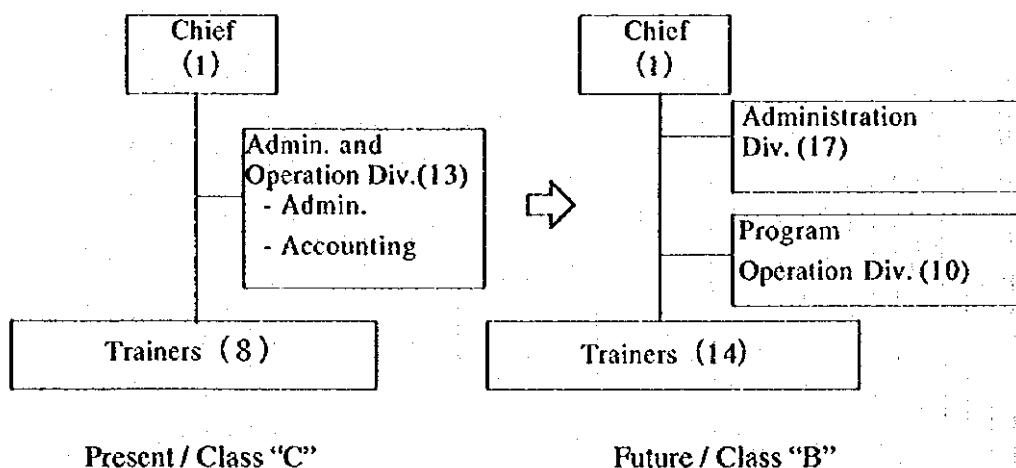 Chief
(1)
Admin. and
Operation Div.(13)
- Admin.
- Accounting
Trainers (8)
Present / Class "C"
Chief
(1)
Administration
Div. (17)
Program
Operation Div. (10)
Trainers (14)
Future / Class "B"